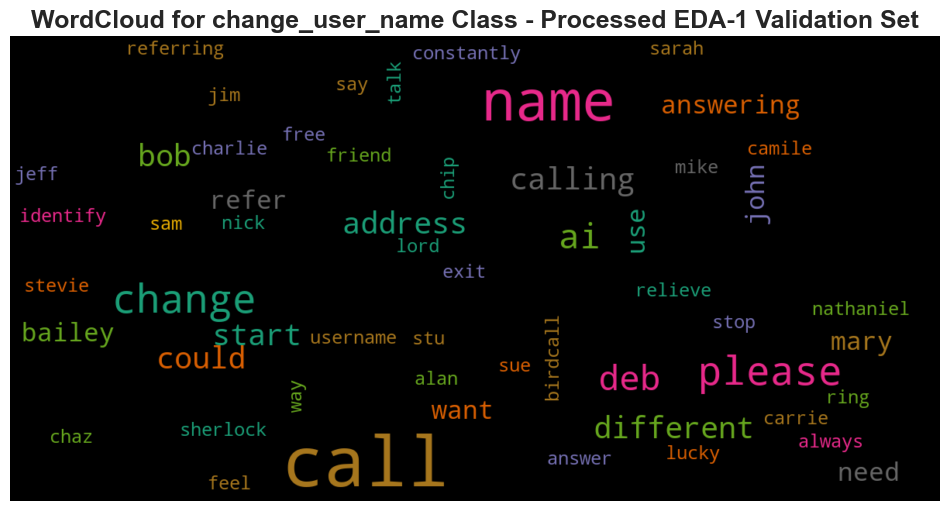 WordCloud for change_user_name Class - Processed EDA-1 Validation Set
referring
constantly
sarah
talk
say
jim
name
answering
free
bob
charlie
friend
camile
jeff
chip
calling
mike
john
refer
identify
sam
nick
address
use
lord
ai
exit
stevie
relieve
change
nathaniel
bailey
start
username
stu
stop
mary
could
birdcall
sue
deb
please
alan
way
want
ring
different
carrie
chaz
sherlock
always
call
answer
lucky
need
feel